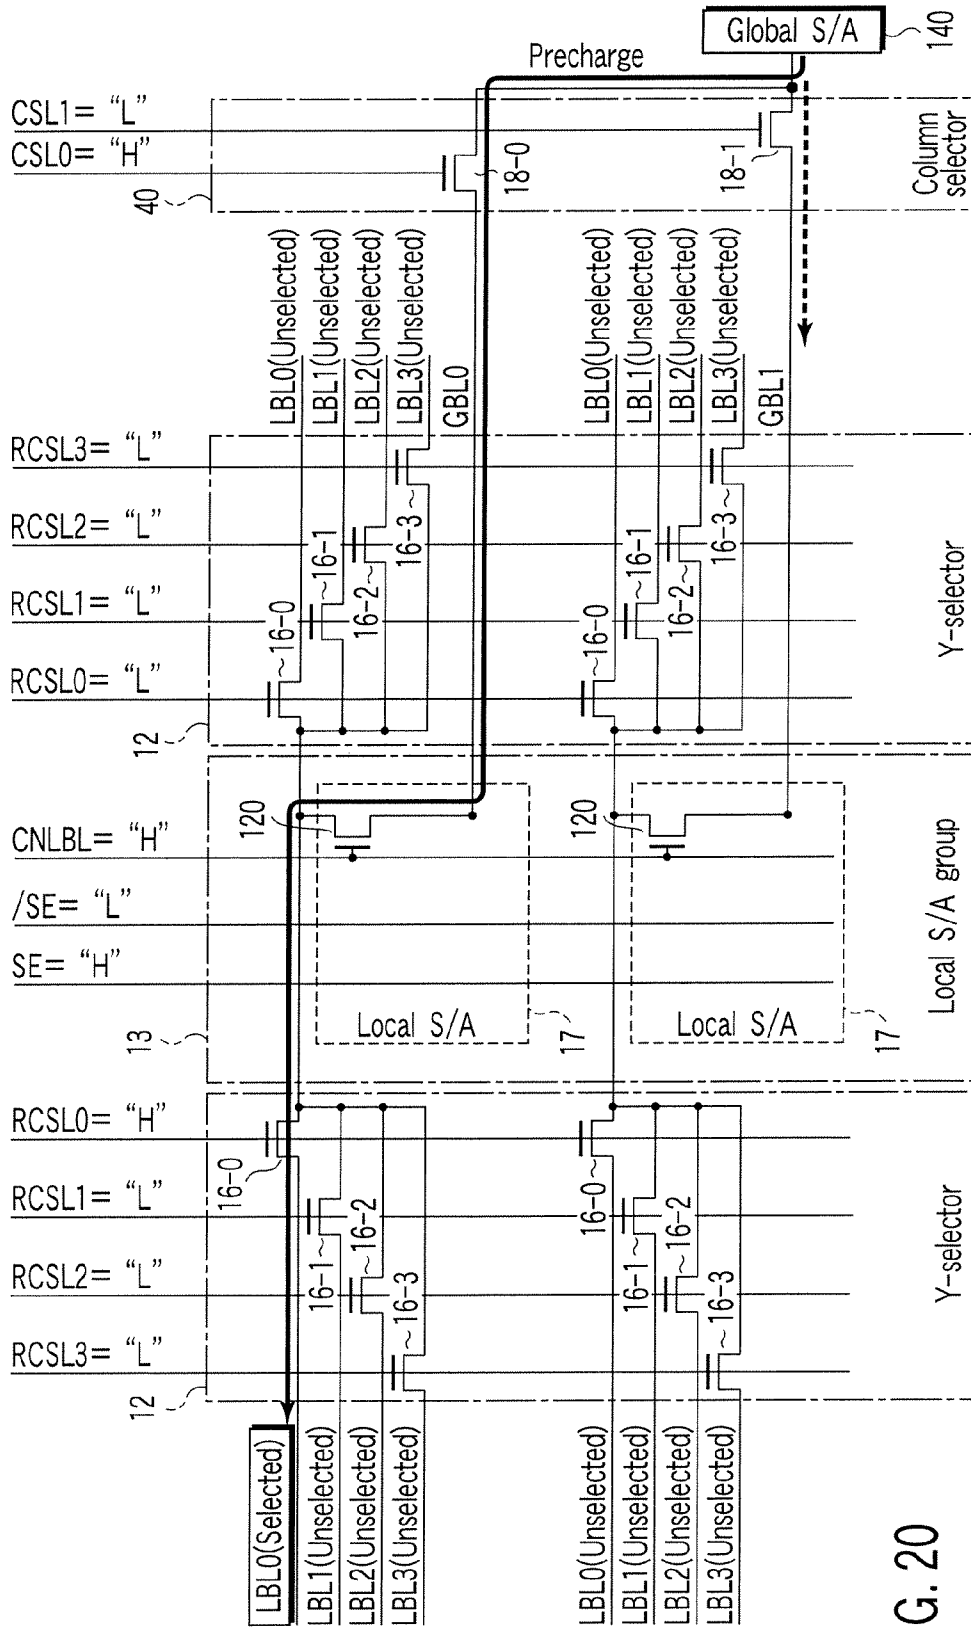 RCSL3= “L”
RCSL2= “L”
RCSL1= “L”
RCSL0= “H”
SE= “H”
/SE= “L”
CNLBL= “H”
RCSL0= “L”
RCSL1= “L”
RCSL2= “L”
RCSL3= “L”
CSL0= “H”
CSL1= “L”
12
13
12
40
Precharge
Global S/A
140
LBL0(Selected)
LBL1(Unselected)
LBL2(Unselected)
LBL3(Unselected)
16-0
16-1
16-2
16-3
120
Local S/A
17
16-0
16-1
16-2
16-3
LBL0(Unselected)
LBL1(Unselected)
LBL2(Unselected)
LBL3(Unselected)
GBL0
18-0
LBL0(Unselected)
LBL1(Unselected)
LBL2(Unselected)
LBL3(Unselected)
16-0
16-1
16-2
16-3
120
Local S/A
17
16-0
16-1
16-2
16-3
LBL0(Unselected)
LBL1(Unselected)
LBL2(Unselected)
LBL3(Unselected)
GBL1
18-1
Y-selector
Local S/A group
Y-selector
Column
selector
G. 20